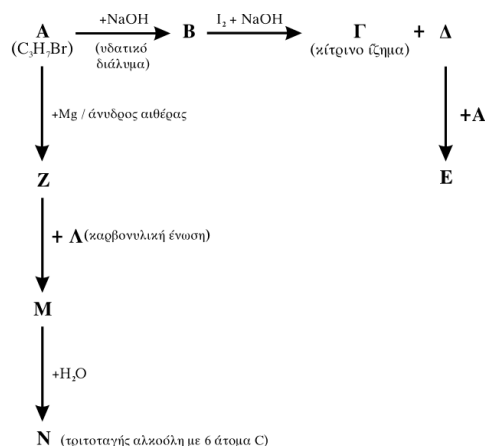 Α +NaOH Β I₂ + NaOH Γ + Δ
(C₃H₇Br) (υδατικό διάλυμα) (κίτρινο ίζημα)
+Mg / άνυδρος αιθέρας
+Α
Ζ Ε
+ Λ (καρβονυλική ένωση)
Μ
+H₂O
Ν (τριτοταγής αλκοόλη με 6 άτομα C)